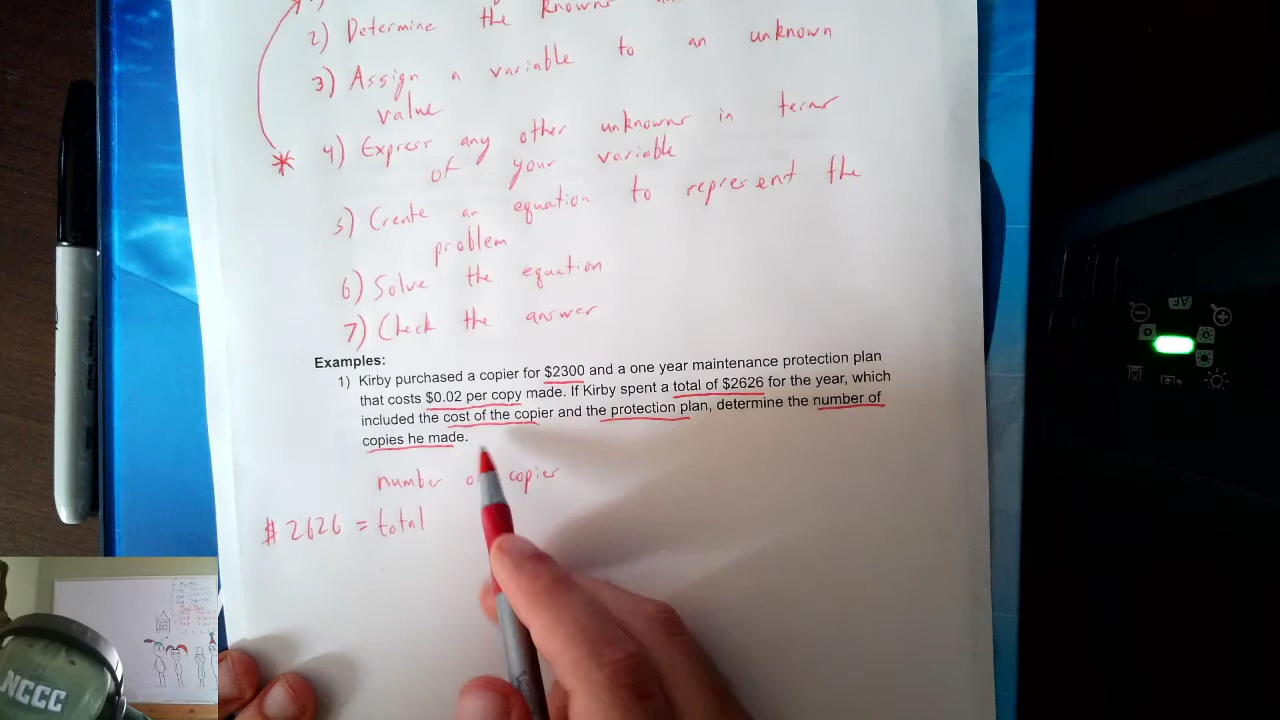 2) Determine the knowns
3) Assign a variable to an unknown
value
* 4) Express any other unknowns in terms
of your variable
5) Create an equation to represent the
problem
6) Solve the equation
7) Check the answer
Examples:
1) Kirby purchased a copier for $2300 and a one year maintenance protection plan
that costs $0.02 per copy made. If Kirby spent a total of $2626 for the year, which
included the cost of the copier and the protection plan, determine the number of
copies he made.
number copies
$2626 = total
NCCC
AF